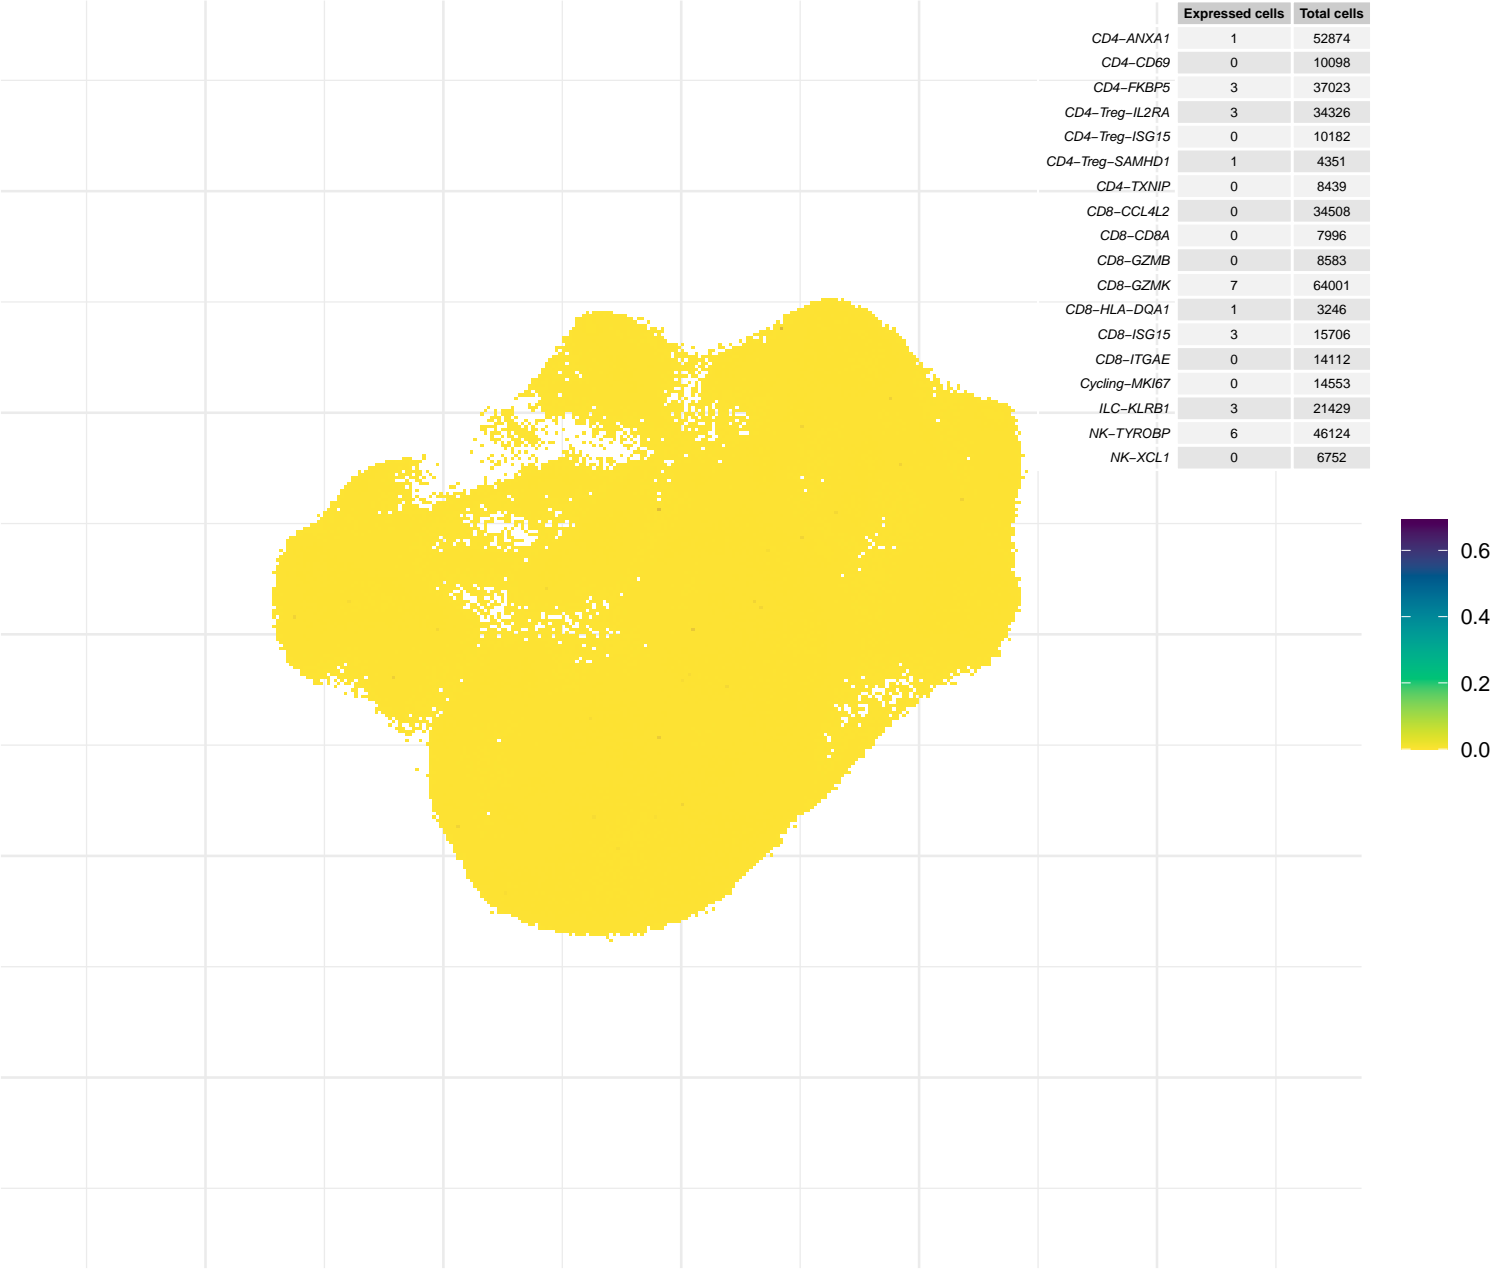 Expressed cells Total cells
CD4−ANXA1 1 52874
CD4−CD69 0 10098
CD4−FKBP5 3 37023
CD4−Treg−IL2RA 3 34326
CD4−Treg−ISG15 0 10182
CD4−Treg−SAMHD1 1 4351
CD4−TXNIP 0 8439
CD8−CCL4L2 0 34508
CD8−CD8A 0 7996
CD8−GZMB 0 8583
CD8−GZMK 7 64001
CD8−HLA−DQA1 1 3246
CD8−ISG15 3 15706
CD8−ITGAE 0 14112
Cycling−MKI67 0 14553
ILC−KLRB1 3 21429
NK−TYROBP 6 46124
NK−XCL1 0 6752
0.6
0.4
0.2
0.0